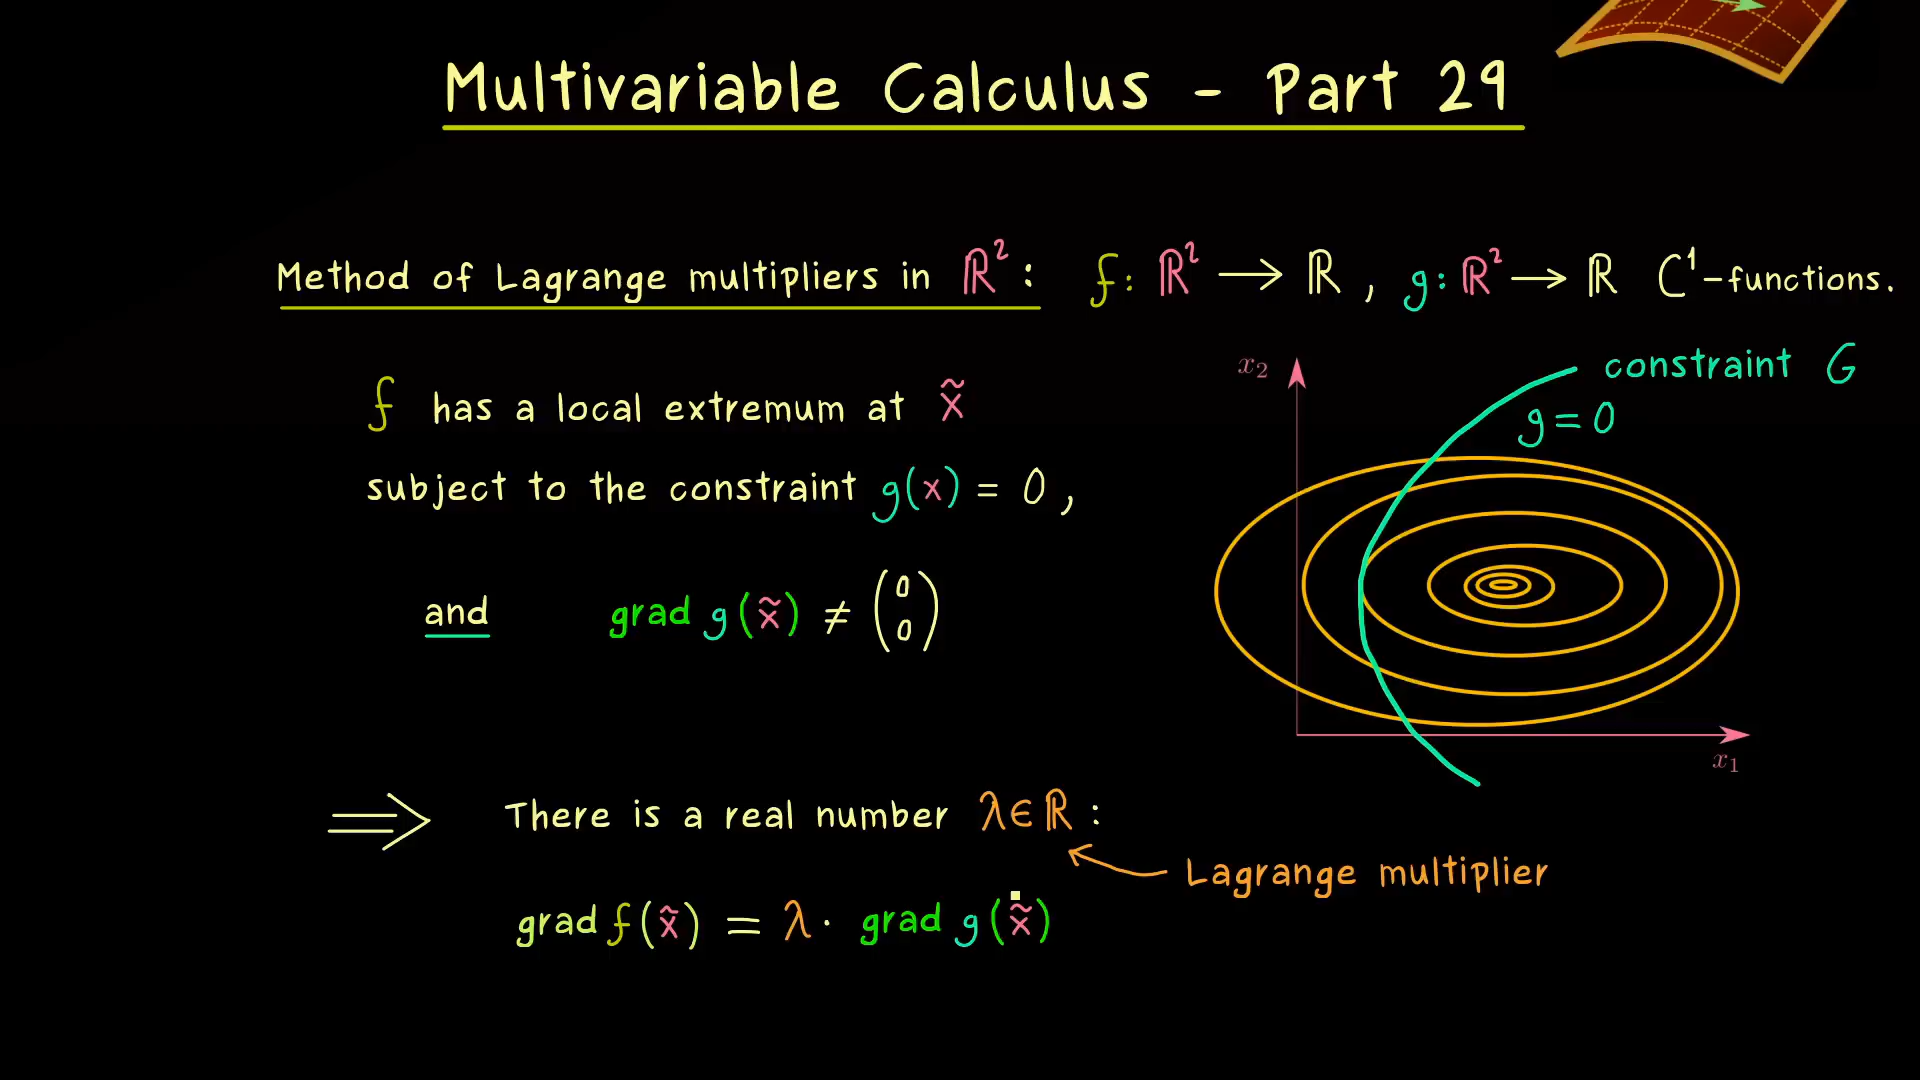 Multivariable Calculus - Part 29
Method of Lagrange multipliers in ℝ²: f: ℝ² ⟶ ℝ, g: ℝ² ⟶ ℝ C¹-functions.
f has a local extremum at x̃
subject to the constraint g(x) = 0,
and grad g(x̃) ≠ (0 0)
x₂
constraint G
g = 0
x₁
⟹ There is a real number λ ∈ ℝ:
Lagrange multiplier
grad f(x̃) = λ · grad g(x̃)